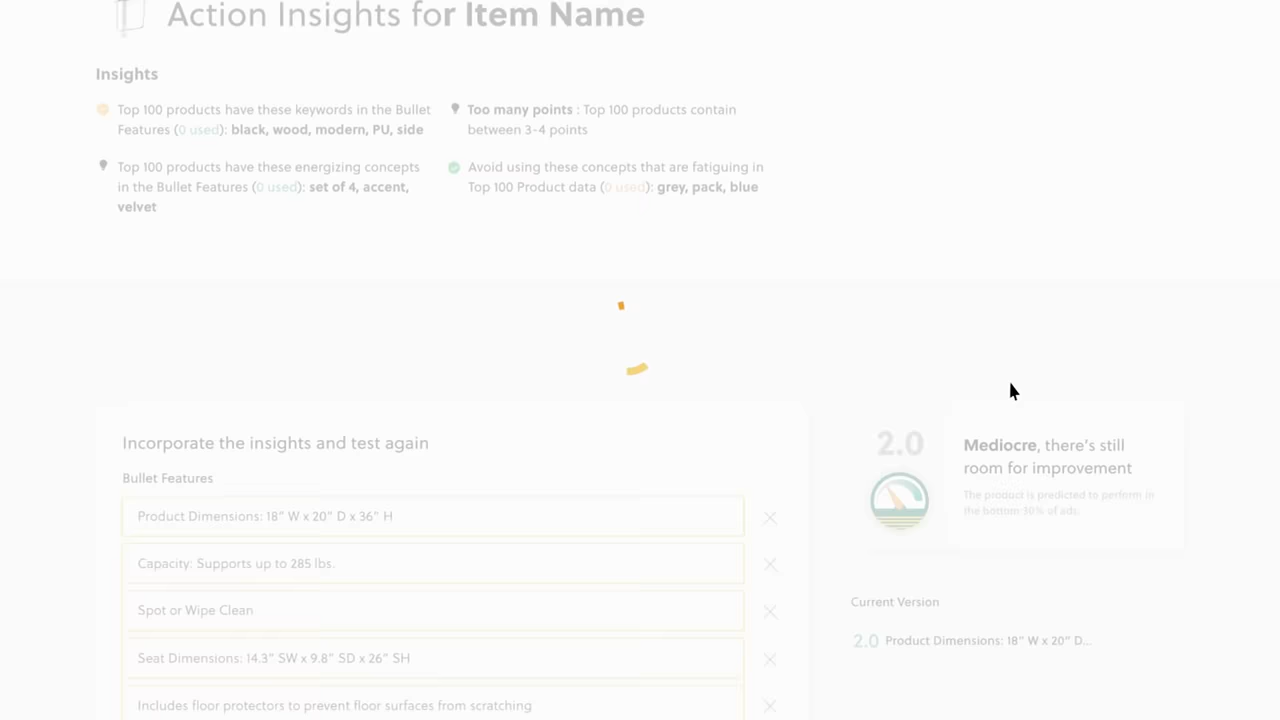 Action Insights for Item Name
Insights
Top 100 products have these keywords in the Bullet
Features (0 used): black, wood, modern, PU, side
Too many points : Top 100 products contain
between 3-4 points
Top 100 products have these energizing concepts
in the Bullet Features (0 used): set of 4, accent,
velvet
Avoid using these concepts that are fatiguing in
Top 100 Product data (0 used): grey, pack, blue
Incorporate the insights and test again
Bullet Features
Product Dimensions: 18" W x 20" D x 36" H
Capacity: Supports up to 285 lbs.
Spot or Wipe Clean
Seat Dimensions: 14.3" SW x 9.8" SD x 26" SH
Includes floor protectors to prevent floor surfaces from scratching
2.0
Mediocre, there's still
room for improvement
The product is predicted to perform in
the bottom 30% of ads.
Current Version
2.0 Product Dimensions: 18" W x 20" D...